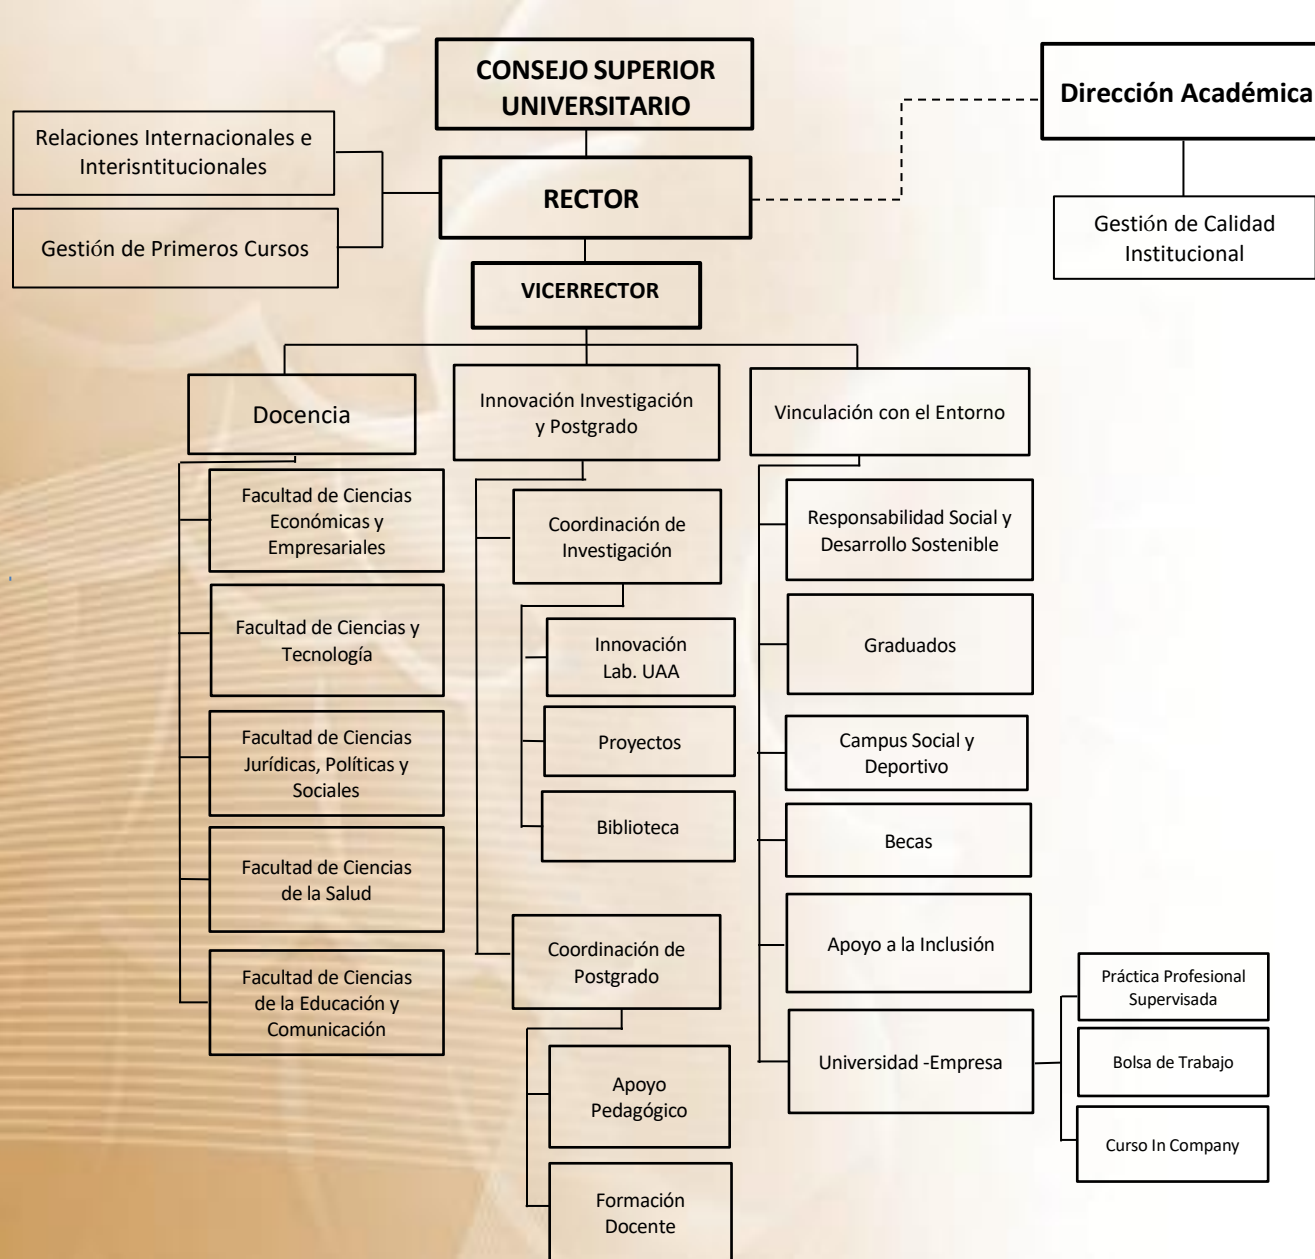 CONSEJO SUPERIOR
UNIVERSITARIO
Dirección Académica
Relaciones Internacionales e
Interisntitucionales
RECTOR
Gestión de Primeros Cursos
Gestión de Calidad
Institucional
VICERRECTOR
Docencia
Facultad de Ciencias
Económicas y
Empresariales
Facultad de Ciencias y
Tecnología
Facultad de Ciencias
Jurídicas, Políticas y
Sociales
Facultad de Ciencias
de la Salud
Facultad de Ciencias
de la Educación y
Comunicación
Innovación Investigación
y Postgrado
Coordinación de
Investigación
Innovación
Lab. UAA
Proyectos
Biblioteca
Coordinación de
Postgrado
Apoyo
Pedagógico
Formación
Docente
Vinculación con el Entorno
Responsabilidad Social y
Desarrollo Sostenible
Graduados
Campus Social y
Deportivo
Becas
Apoyo a la Inclusión
Universidad -Empresa
Práctica Profesional
Supervisada
Bolsa de Trabajo
Curso In Company